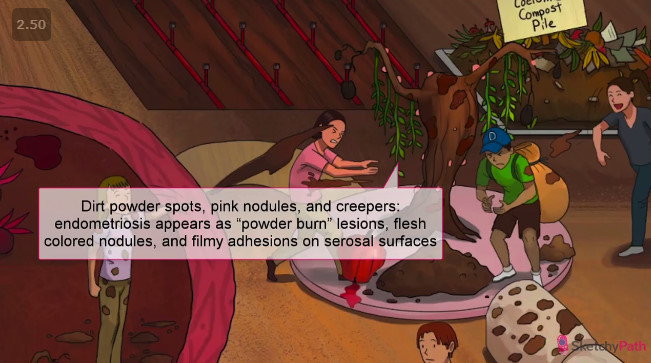 2.50
Coelomic
Compost
Pile
D
Dirt powder spots, pink nodules, and creepers:
endometriosis appears as “powder burn” lesions, flesh
colored nodules, and filmy adhesions on serosal surfaces
SketchyPath